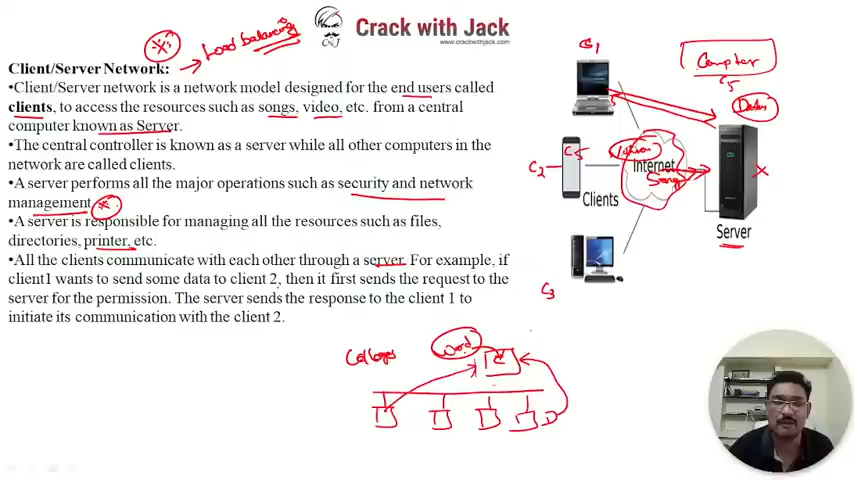 Crack with Jack
www.crackwithjack.com
CWJ
Load balancing
Client/Server Network:
•Client/Server network is a network model designed for the end users called
clients, to access the resources such as songs, video, etc. from a central
computer known as Server.
•The central controller is known as a server while all other computers in the
network are called clients.
•A server performs all the major operations such as security and network
management.
•A server is responsible for managing all the resources such as files,
directories, printer, etc.
•All the clients communicate with each other through a server. For example, if
client1 wants to send some data to client 2, then it first sends the request to the
server for the permission. The server sends the response to the client 1 to
initiate its communication with the client 2.
C1
Data
C2
Internet
Song
Clients
Server
C3
word